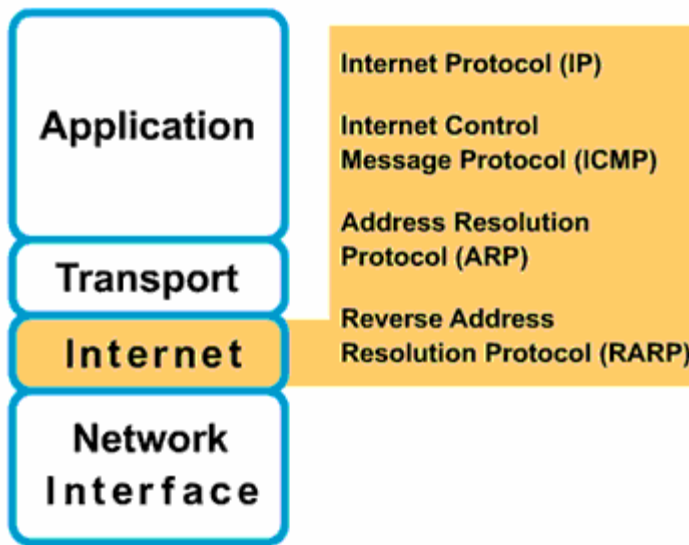 Application
Transport
Internet
Network
Interface
Internet Protocol (IP)
Internet Control
Message Protocol (ICMP)
Address Resolution
Protocol (ARP)
Reverse Address
Resolution Protocol (RARP)